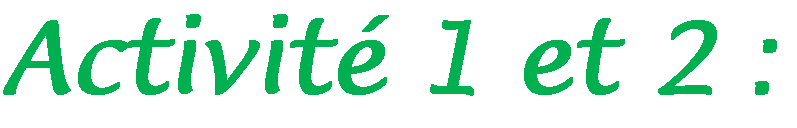 Activité 1 et 2 :